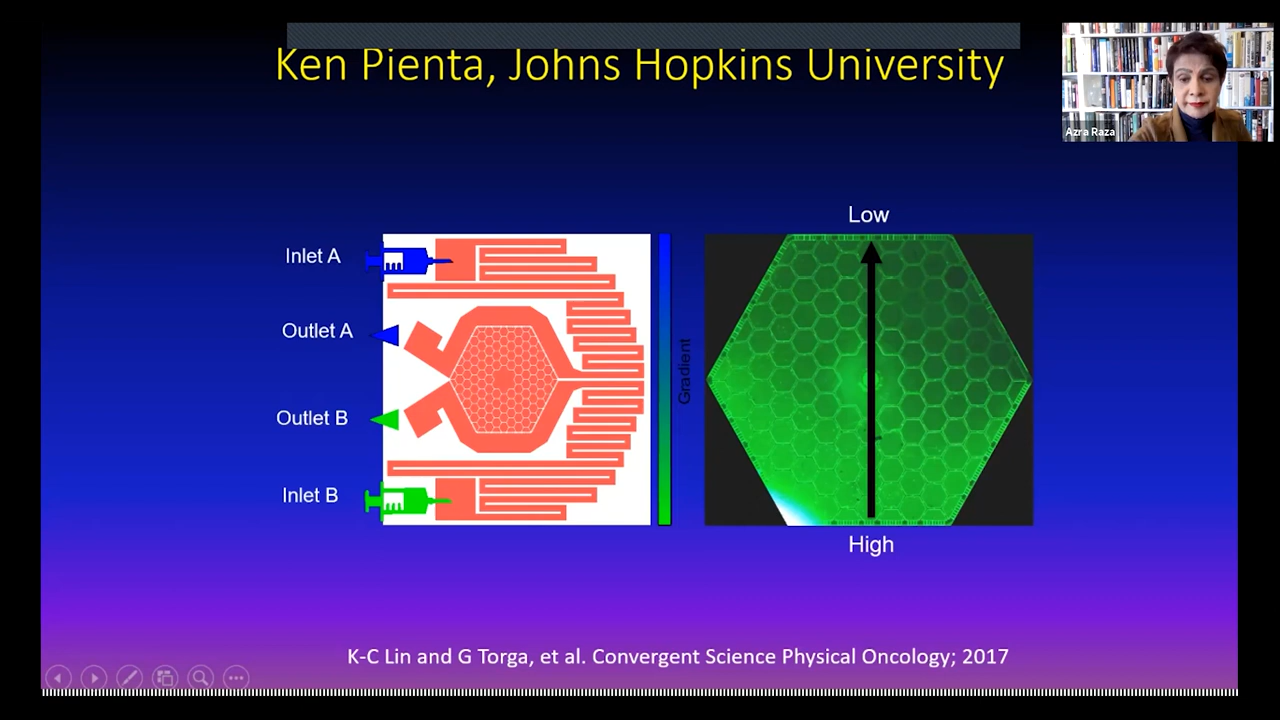 Ken Pienta, Johns Hopkins University
Azra Raza
Low
Inlet A
Outlet A
Gradient
Outlet B
Inlet B
High
K-C Lin and G Torga, et al. Convergent Science Physical Oncology; 2017